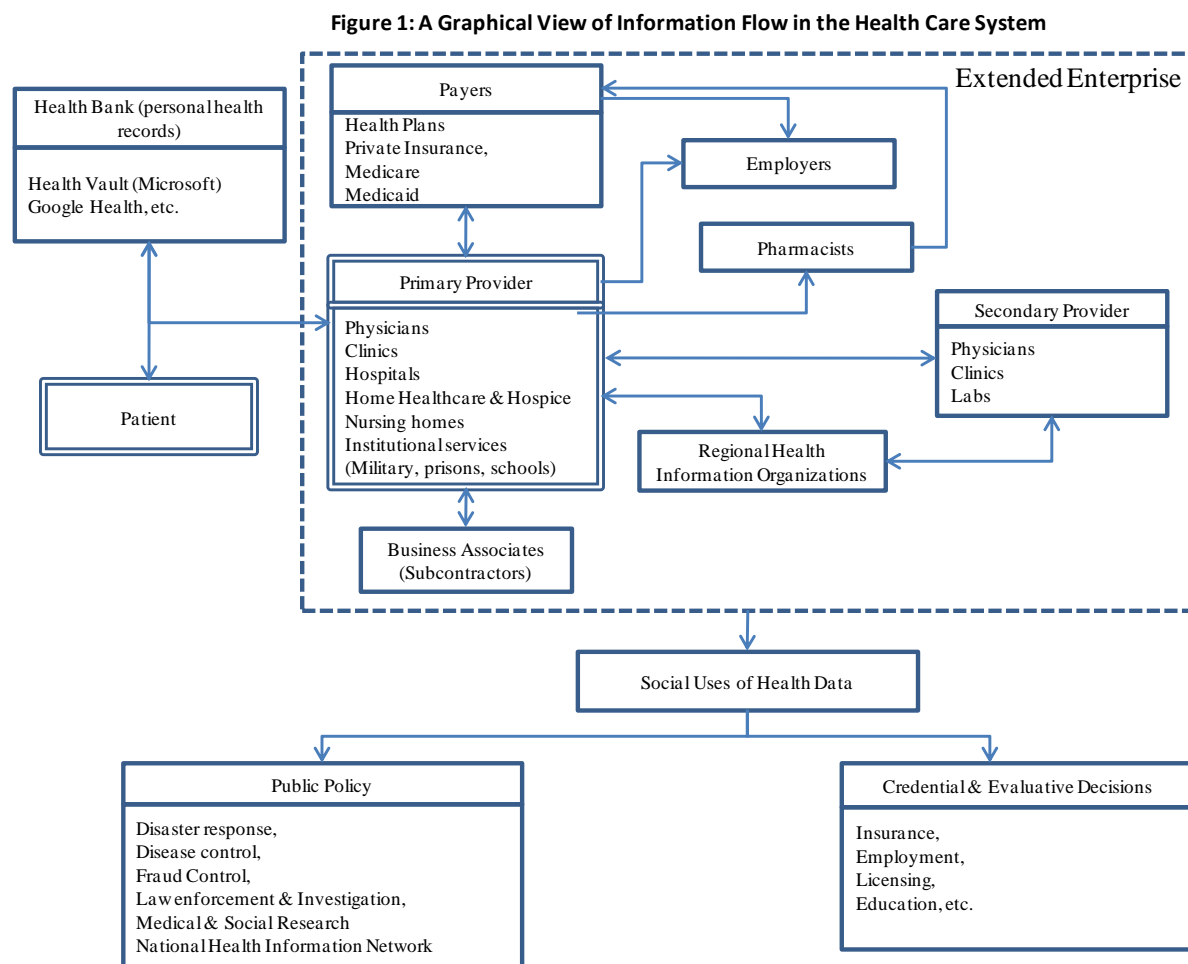 Figure 1: A Graphical View of Information Flow in the Health Care System
Extended Enterprise
Health Bank (personal health
records)
Health Vault (Microsoft)
Google Health, etc.
Payers
Health Plans
Private Insurance,
Medicare
Medicaid
Employers
Pharmacists
Primary Provider
Physicians
Clinics
Hospitals
Home Healthcare & Hospice
Nursing homes
Institutional services
(Military, prisons, schools)
Secondary Provider
Physicians
Clinics
Labs
Patient
Regional Health
Information Organizations
Business Associates
(Subcontractors)
Social Uses of Health Data
Public Policy
Disaster response,
Disease control,
Fraud Control,
Law enforcement & Investigation,
Medical & Social Research
National Health Information Network
Credential & Evaluative Decisions
Insurance,
Employment,
Licensing,
Education, etc.